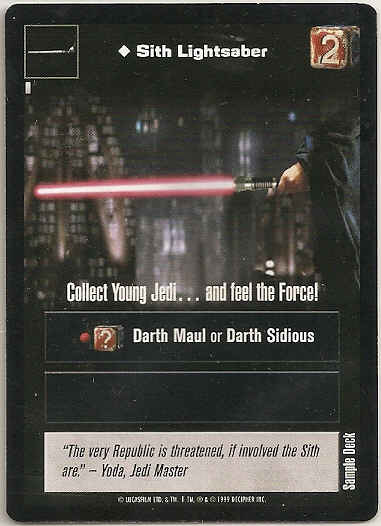 ◆ Sith Lightsaber
2
Collect Young Jedi... and feel the Force!
? Darth Maul or Darth Sidious
"The very Republic is threatened, if involved the Sith
are." – Yoda, Jedi Master
Sample Deck
© LUCASFILM LTD. & TM. T TM, ® & © 1999 DECIPHER INC.